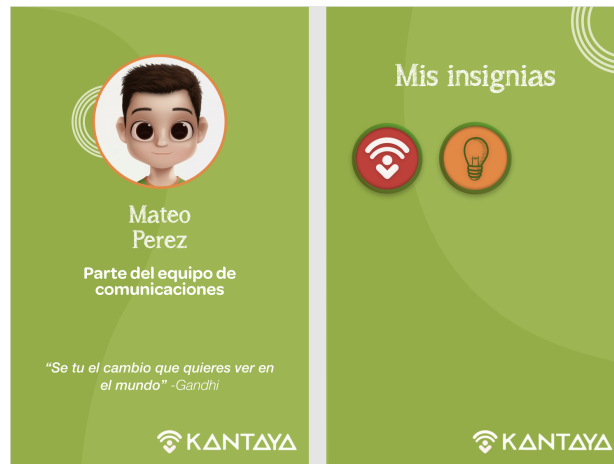 Mateo
Perez
Parte del equipo de
comunicaciones
“Se tu el cambio que quieres ver en
el mundo” -Gandhi
KANTAYA
Mis insignias
KANTAYA